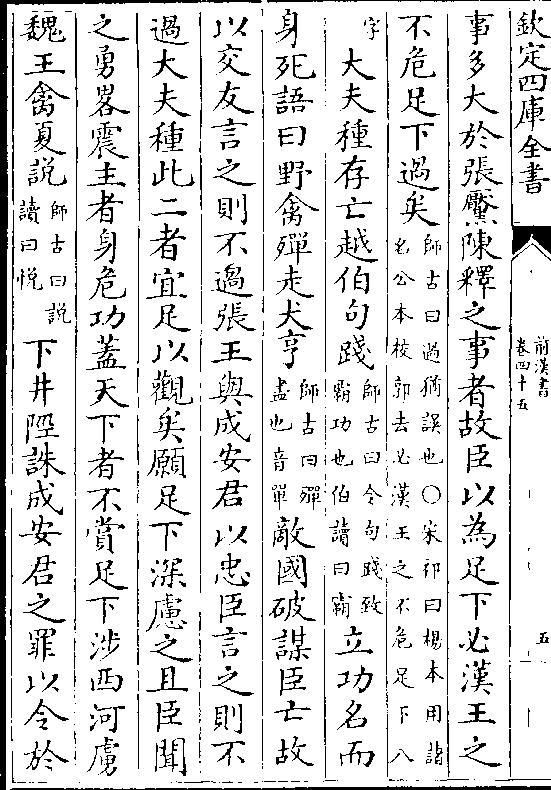 欽定四庫全書
前漢書
卷四十五
五
事多大於張黶陳釋之事者故臣以為足下必漢王之
不危足下過矣師古曰過猶誤也〇宋祁曰楊本用諧
名公本校郭去必漢王之不危足下八
字大夫種存亡越伯句踐師古曰令句踐致
霸功也伯讀曰霸立功名而
身死語曰野禽殫走犬亨師古曰殫
盡也音單敵國破謀臣亡故
以交友言之則不過張王與成安君以忠臣言之則不
過大夫種此二者宜足以觀矣願足下深慮之且臣聞
之勇畧震主者身危功蓋天下者不賞足下涉西河虜
魏王禽夏說師古曰說
讀曰悅下井陘誅成安君之罪以令於